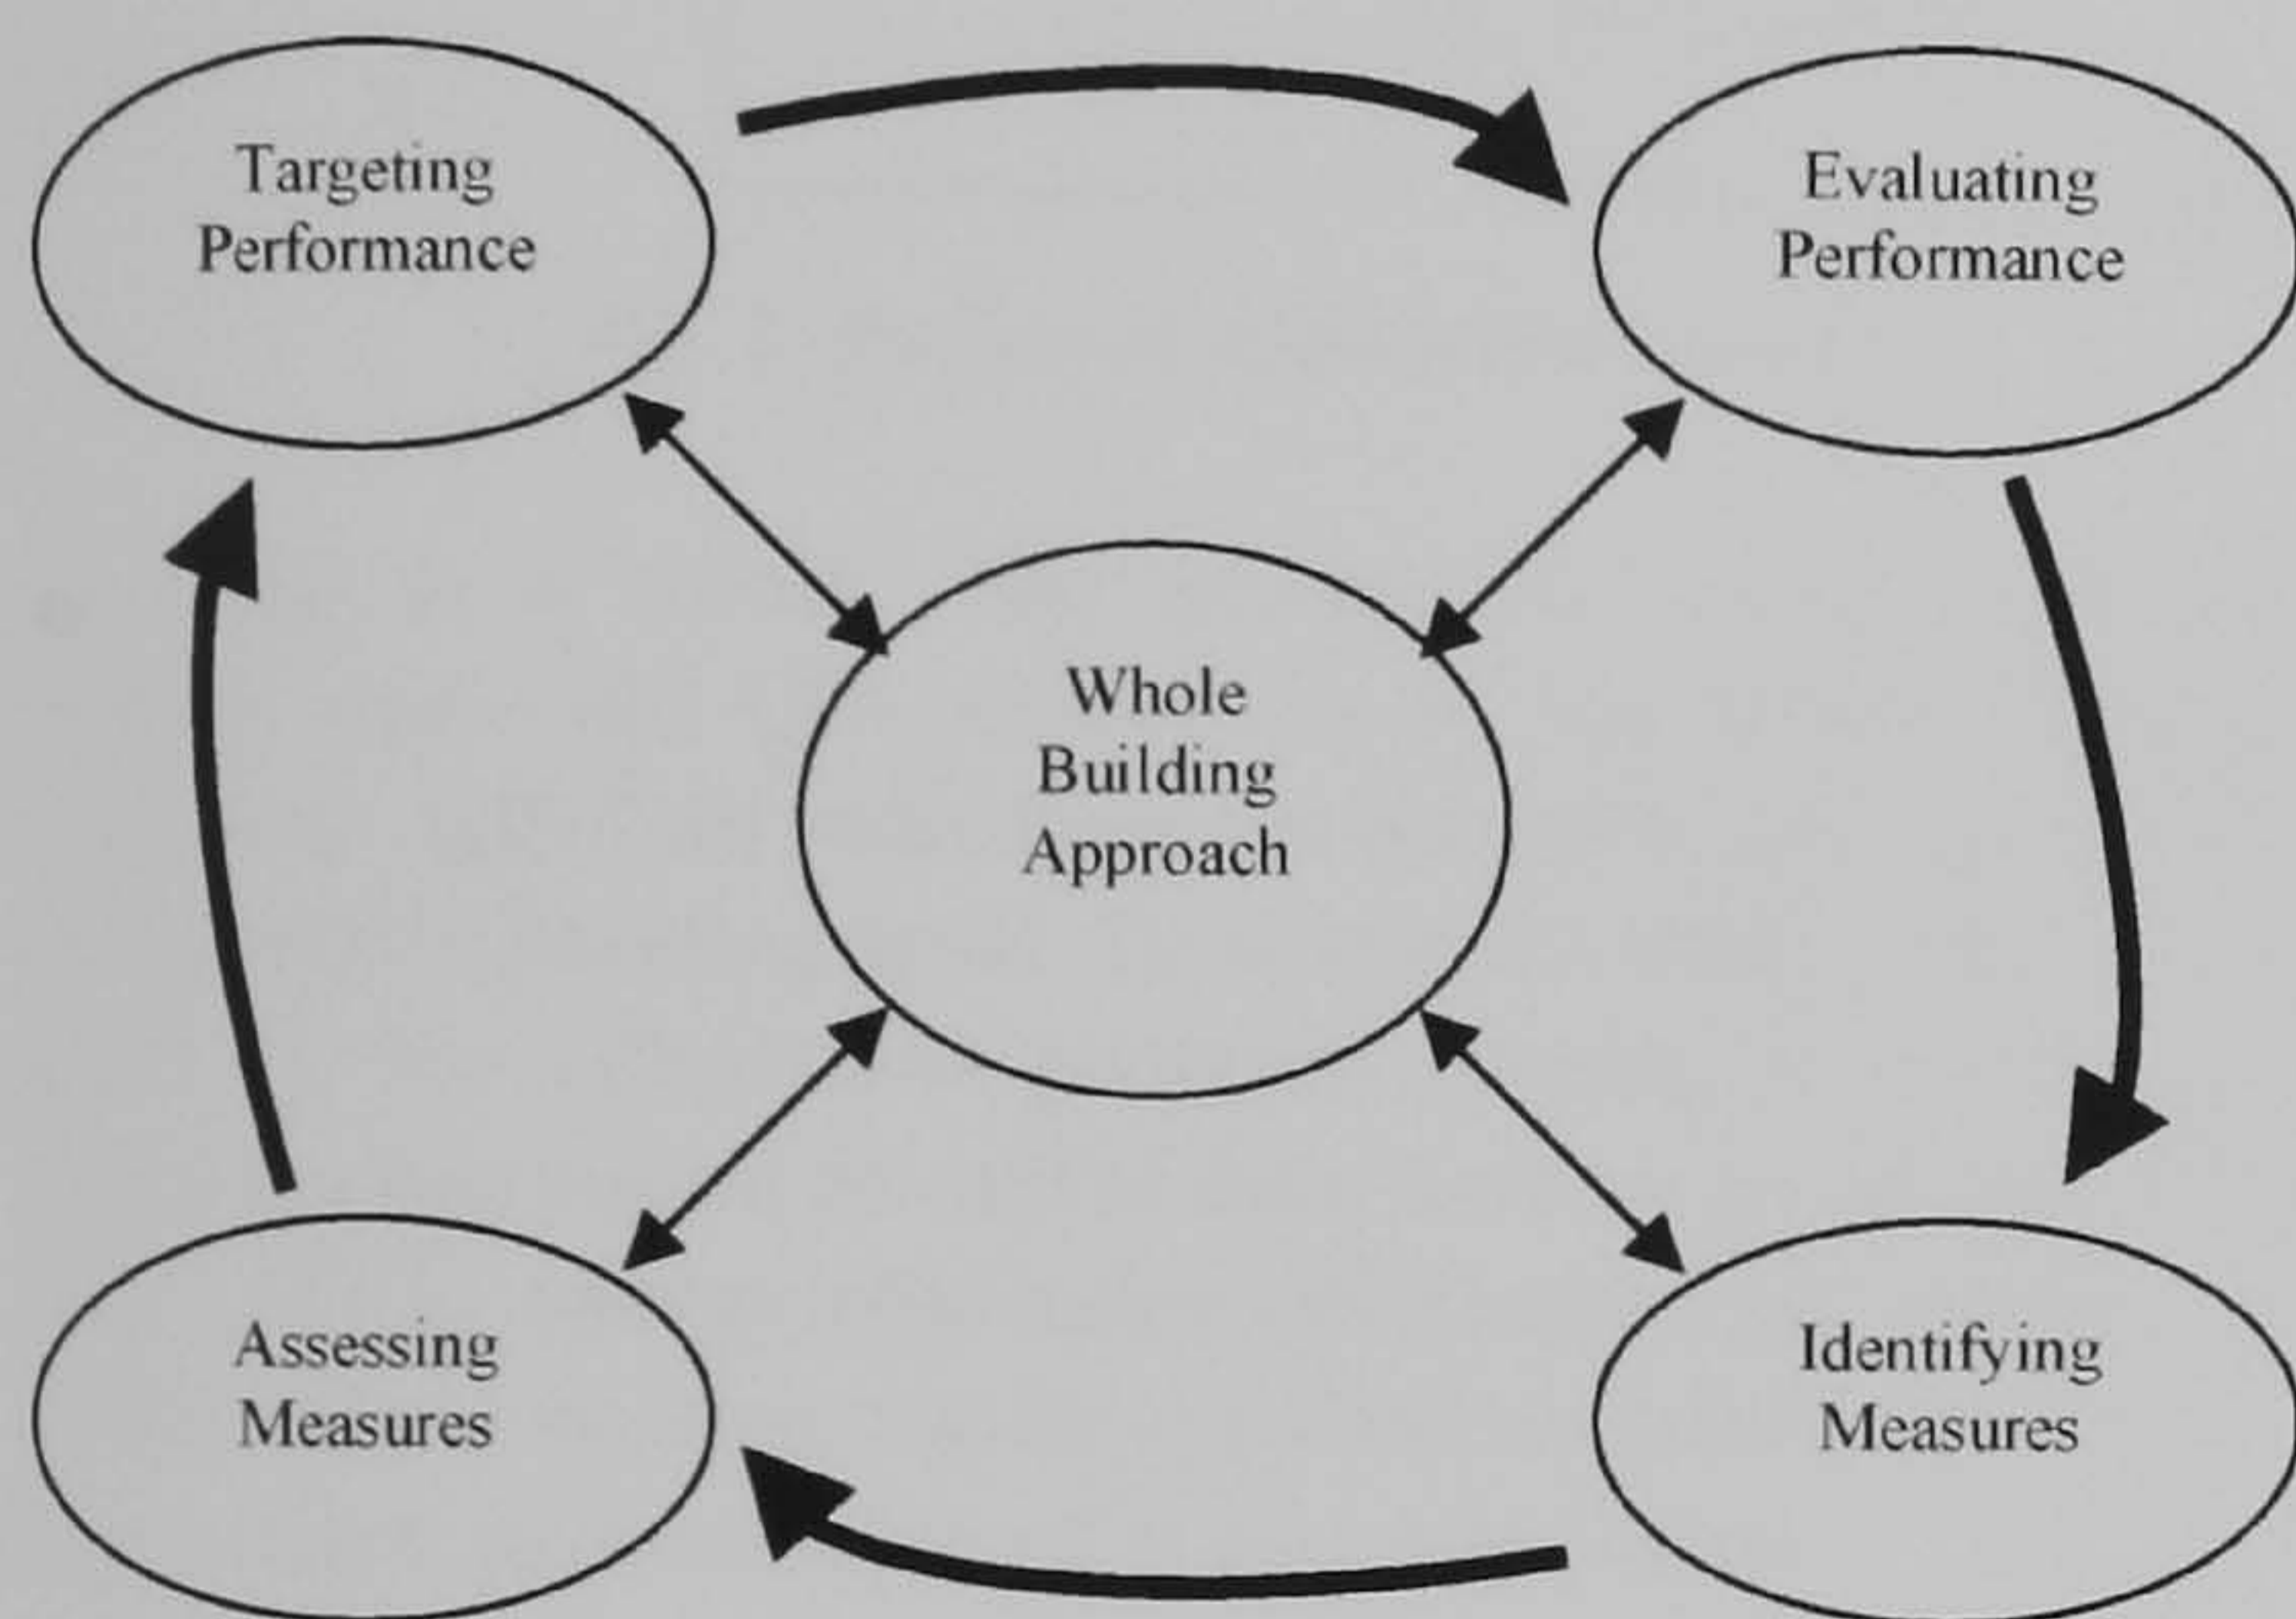 Targeting
Performance
Evaluating
Performance
Whole
Building
Approach
Assessing
Measures
Identifying
Measures